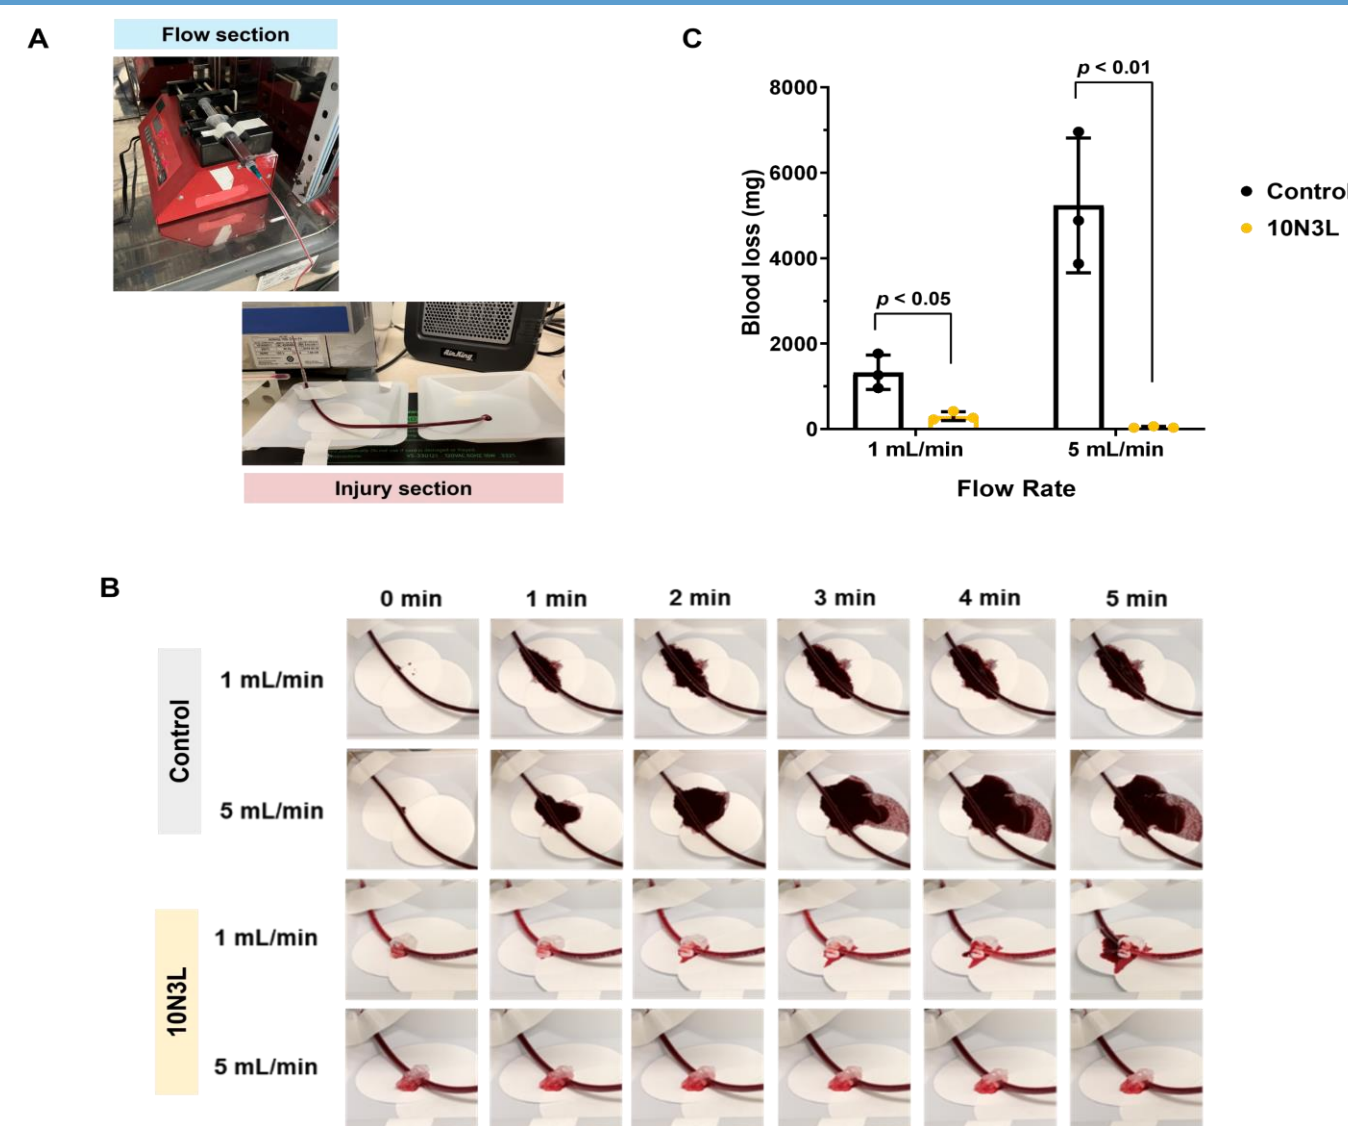 A
Flow section
Air King
Injury section
C
p < 0.01
8000
6000
4000
2000
0
Blood loss (mg)
p < 0.05
1 mL/min
5 mL/min
Flow Rate
Control
10N3L
B
0 min
1 min
2 min
3 min
4 min
5 min
Control
1 mL/min
5 mL/min
10N3L
1 mL/min
5 mL/min